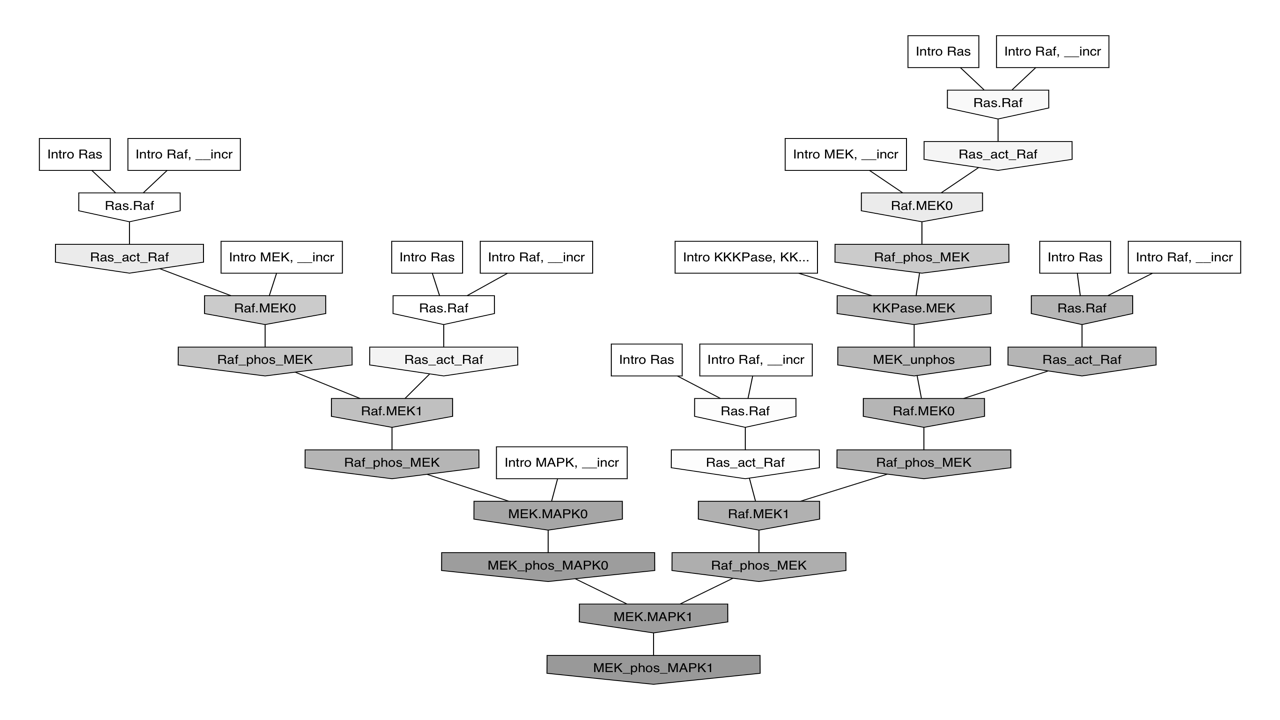 Intro Ras
Intro Raf, __incr
Ras.Raf
Intro Ras
Intro Raf, __incr
Intro MEK, __incr
Ras_act_Raf
Ras.Raf
Raf.MEK0
Ras_act_Raf
Intro MEK, __incr
Intro Ras
Intro Raf, __incr
Intro KKKPase, KK...
Raf_phos_MEK
Intro Ras
Intro Raf, __incr
Raf.MEK0
Ras.Raf
KKPase.MEK
Ras.Raf
Raf_phos_MEK
Ras_act_Raf
Intro Ras
Intro Raf, __incr
MEK_unphos
Ras_act_Raf
Raf.MEK1
Ras.Raf
Raf.MEK0
Raf_phos_MEK
Intro MAPK, __incr
Ras_act_Raf
Raf_phos_MEK
MEK.MAPK0
Raf.MEK1
MEK_phos_MAPK0
Raf_phos_MEK
MEK.MAPK1
MEK_phos_MAPK1